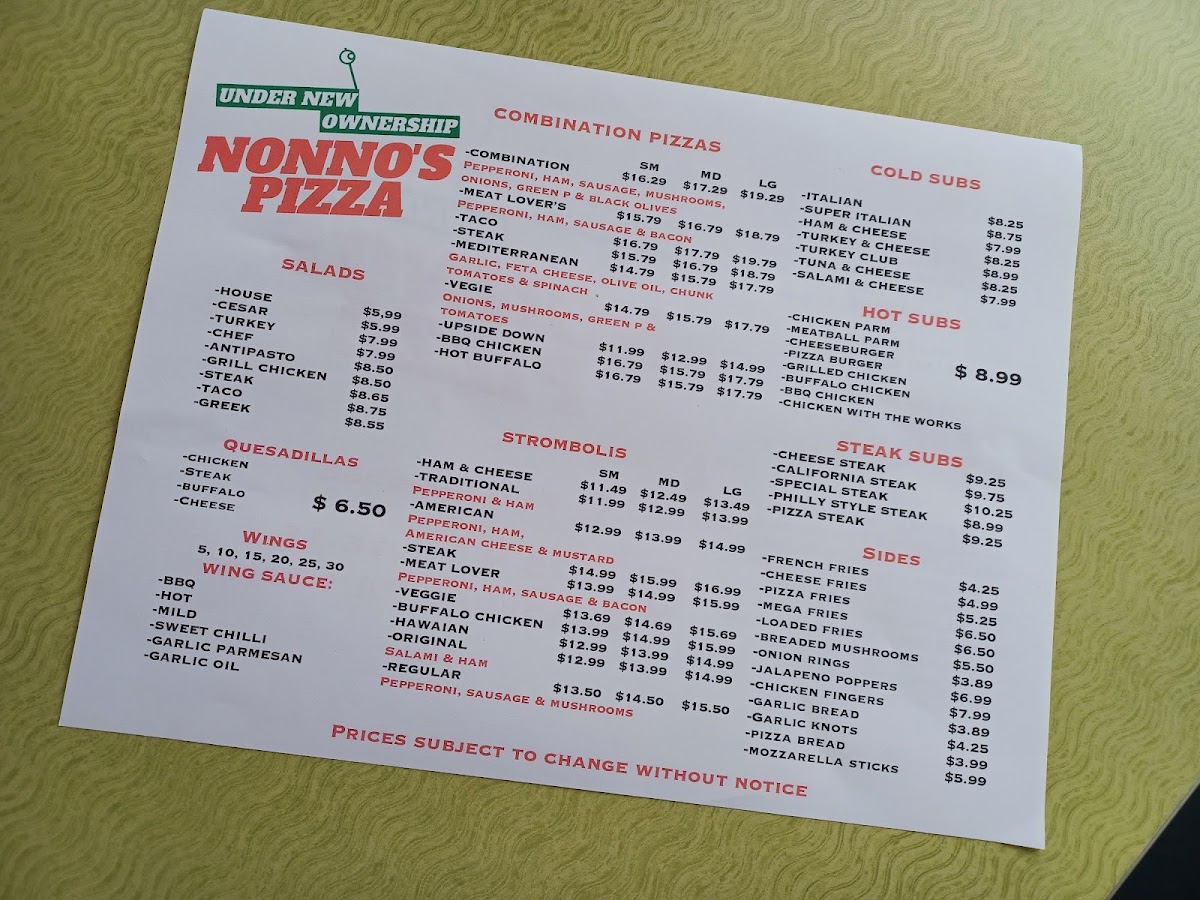 UNDER NEW
OWNERSHIP
NONNO'S
PIZZA
SALADS
-HOUSE $5,99
-CESAR $5.99
-TURKEY $7.99
-CHEF $7.99
-ANTIPASTO $8.50
-GRILL CHICKEN $8.50
-STEAK $8.65
-TACO $8.75
-GREEK $8.55
QUESADILLAS
-CHICKEN
-STEAK
-BUFFALO
-CHEESE
$ 6.50
WINGS
5, 10, 15, 20, 25, 30
WING SAUCE:
-BBQ
-HOT
-MILD
-SWEET CHILLI
-GARLIC PARMESAN
-GARLIC OIL
COMBINATION PIZZAS
SM MD LG
-COMBINATION $16.29 $17.29 $19.29
PEPPERONI, HAM, SAUSAGE, MUSHROOMS,
ONIONS, GREEN P & BLACK OLIVES
-MEAT LOVER'S $15.79 $16.79 $18.79
PEPPERONI, HAM, SAUSAGE & BACON
-TACO $16.79 $17.79 $19.79
-STEAK $15.79 $16.79 $18.79
-MEDITERRANEAN $14.79 $15.79 $17.79
GARLIC, FETA CHEESE, OLIVE OIL, CHUNK
TOMATOES & SPINACH
-VEGIE $14.79 $15.79 $17.79
ONIONS, MUSHROOMS, GREEN P &
TOMATOES
-UPSIDE DOWN $11.99 $12.99 $14.99
-BBQ CHICKEN $16.79 $15.79 $17.79
-HOT BUFFALO $16.79 $15.79 $17.79
STROMBOLIS
SM MD LG
-HAM & CHEESE $11.49 $12.49 $13.49
-TRADITIONAL $11.99 $12.99 $13.99
PEPPERONI & HAM
-AMERICAN $12.99 $13.99 $14.99
PEPPERONI, HAM,
AMERICAN CHEESE & MUSTARD
-STEAK $14.99 $15.99 $16.99
-MEAT LOVER $13.99 $14.99 $15.99
PEPPERONI, HAM, SAUSAGE & BACON
-VEGGIE $13.69 $14.69 $15.69
-BUFFALO CHICKEN $13.99 $14.99 $15.99
-HAWAIAN $12.99 $13.99 $14.99
-ORIGINAL $12.99 $13.99 $14.99
SALAMI & HAM
-REGULAR $13.50 $14.50 $15.50
PEPPERONI, SAUSAGE & MUSHROOMS
COLD SUBS
-ITALIAN $8.25
-SUPER ITALIAN $8.75
-HAM & CHEESE $7.99
-TURKEY & CHEESE $8.25
-TURKEY CLUB $8.99
-TUNA & CHEESE $8.25
-SALAMI & CHEESE $7.99
HOT SUBS
-CHICKEN PARM
-MEATBALL PARM
-CHEESEBURGER
-PIZZA BURGER
-GRILLED CHICKEN
-BUFFALO CHICKEN
-BBQ CHICKEN
-CHICKEN WITH THE WORKS
$ 8.99
STEAK SUBS
-CHEESE STEAK $9.25
-CALIFORNIA STEAK $9.75
-SPECIAL STEAK $10.25
-PHILLY STYLE STEAK $8.99
-PIZZA STEAK $9.25
SIDES
-FRENCH FRIES $4.25
-CHEESE FRIES $4.99
-PIZZA FRIES $5.25
-MEGA FRIES $6.50
-LOADED FRIES $6.50
-BREADED MUSHROOMS $5.50
-ONION RINGS $3.89
-JALAPENO POPPERS $6.99
-CHICKEN FINGERS $7.99
-GARLIC BREAD $3.89
-GARLIC KNOTS $4.25
-PIZZA BREAD $3.99
-MOZZARELLA STICKS $5.99
PRICES SUBJECT TO CHANGE WITHOUT NOTICE